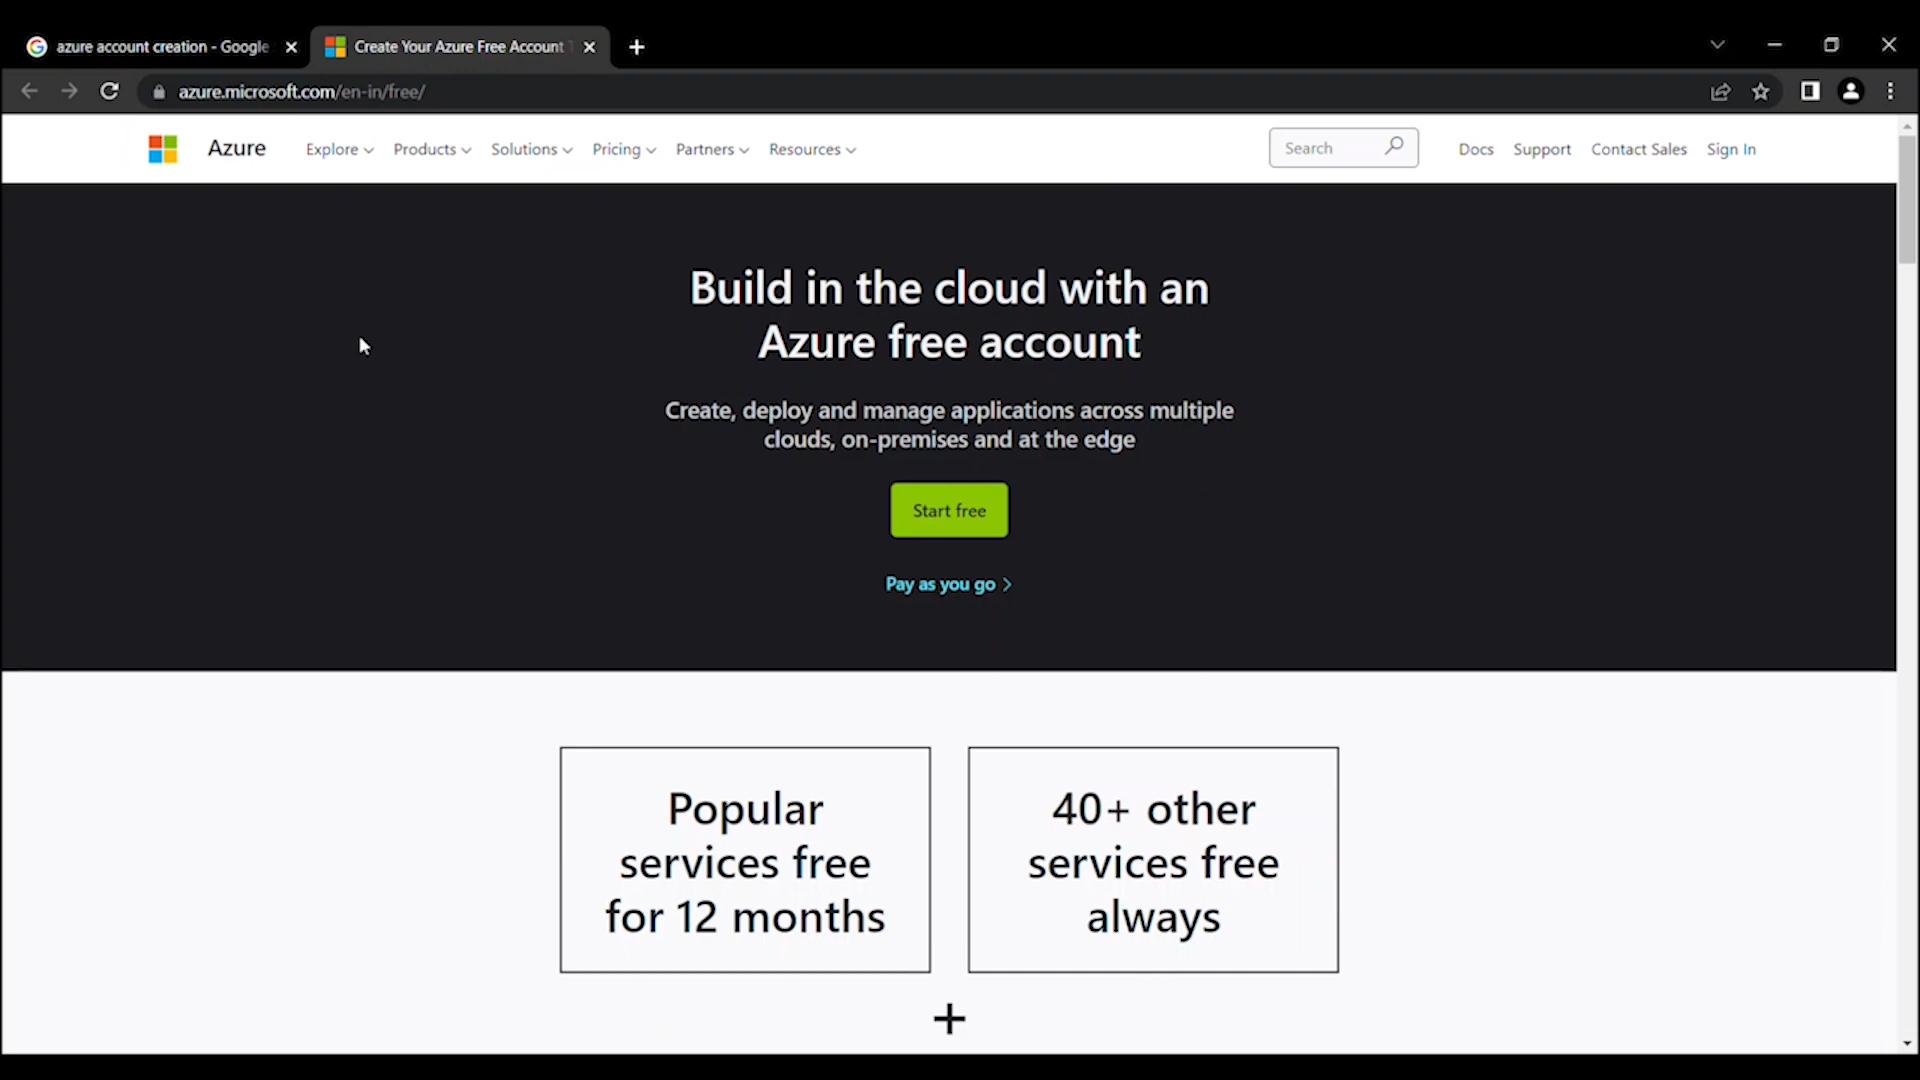 azure account creation - Google
Create Your Azure Free Account
azure.microsoft.com/en-in/free/
Azure
Explore
Products
Solutions
Pricing
Partners
Resources
Search
Docs
Support
Contact Sales
Sign In
Build in the cloud with an
Azure free account
Create, deploy and manage applications across multiple
clouds, on-premises and at the edge
Start free
Pay as you go >
Popular
services free
for 12 months
40+ other
services free
always
+